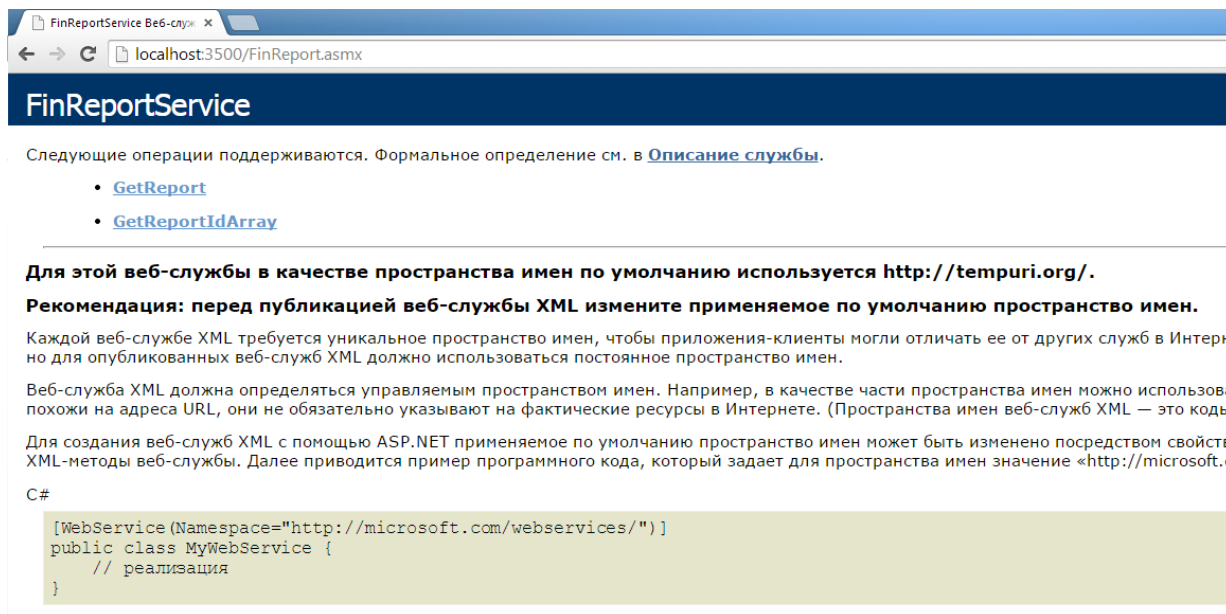 FinReportService Веб-служ
localhost:3500/FinReport.asmx
FinReportService
Следующие операции поддерживаются. Формальное определение см. в Описание службы.
GetReport
GetReportIdArray
Для этой веб-службы в качестве пространства имен по умолчанию используется http://tempuri.org/.
Рекомендация: перед публикацией веб-службы XML измените применяемое по умолчанию пространство имен.
Каждой веб-службе XML требуется уникальное пространство имен, чтобы приложения-клиенты могли отличать ее от других служб в Интерн
но для опубликованных веб-служб XML должно использоваться постоянное пространство имен.
Веб-служба XML должна определяться управляемым пространством имен. Например, в качестве части пространства имен можно использова
похожи на адреса URL, они не обязательно указывают на фактические ресурсы в Интернете. (Пространства имен веб-служб XML — это коды
Для создания веб-служб XML с помощью ASP.NET применяемое по умолчанию пространство имен может быть изменено посредством свойств
XML-методы веб-службы. Далее приводится пример программного кода, который задает для пространства имен значение «http://microsoft.
C#
[WebService(Namespace="http://microsoft.com/webservices/")]
public class MyWebService {
// реализация
}